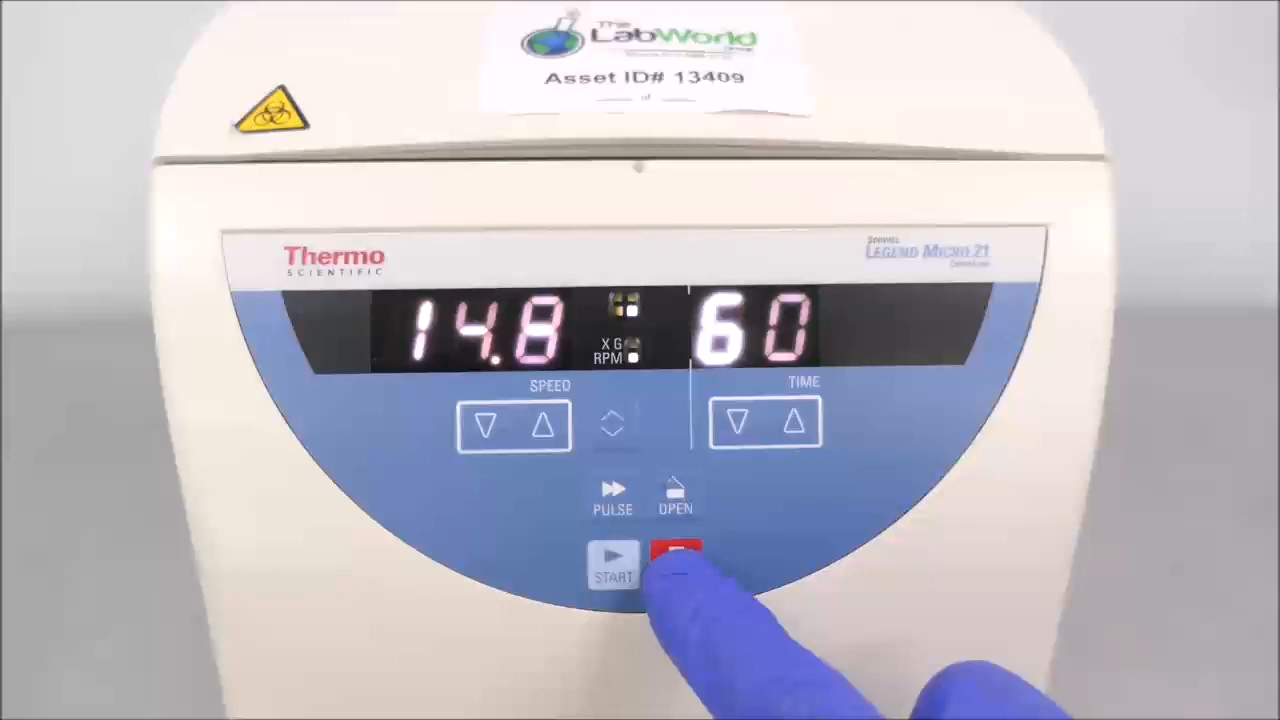 The
LabWorld
Asset ID# 13409
of
Thermo
SCIENTIFIC
LEGEND MICRO 21
14.8
60
X G
RPM
SPEED
TIME
PULSE
OPEN
START